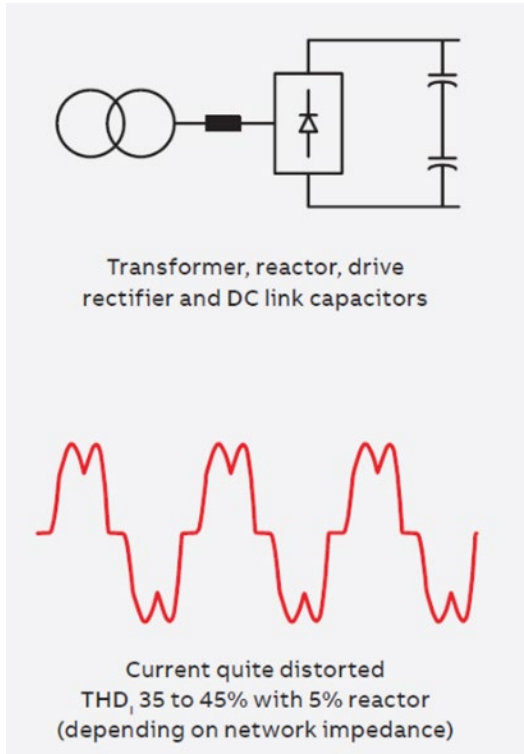 Transformer, reactor, drive
rectifier and DC link capacitors
Current quite distorted
THDI 35 to 45% with 5% reactor
(depending on network impedance)